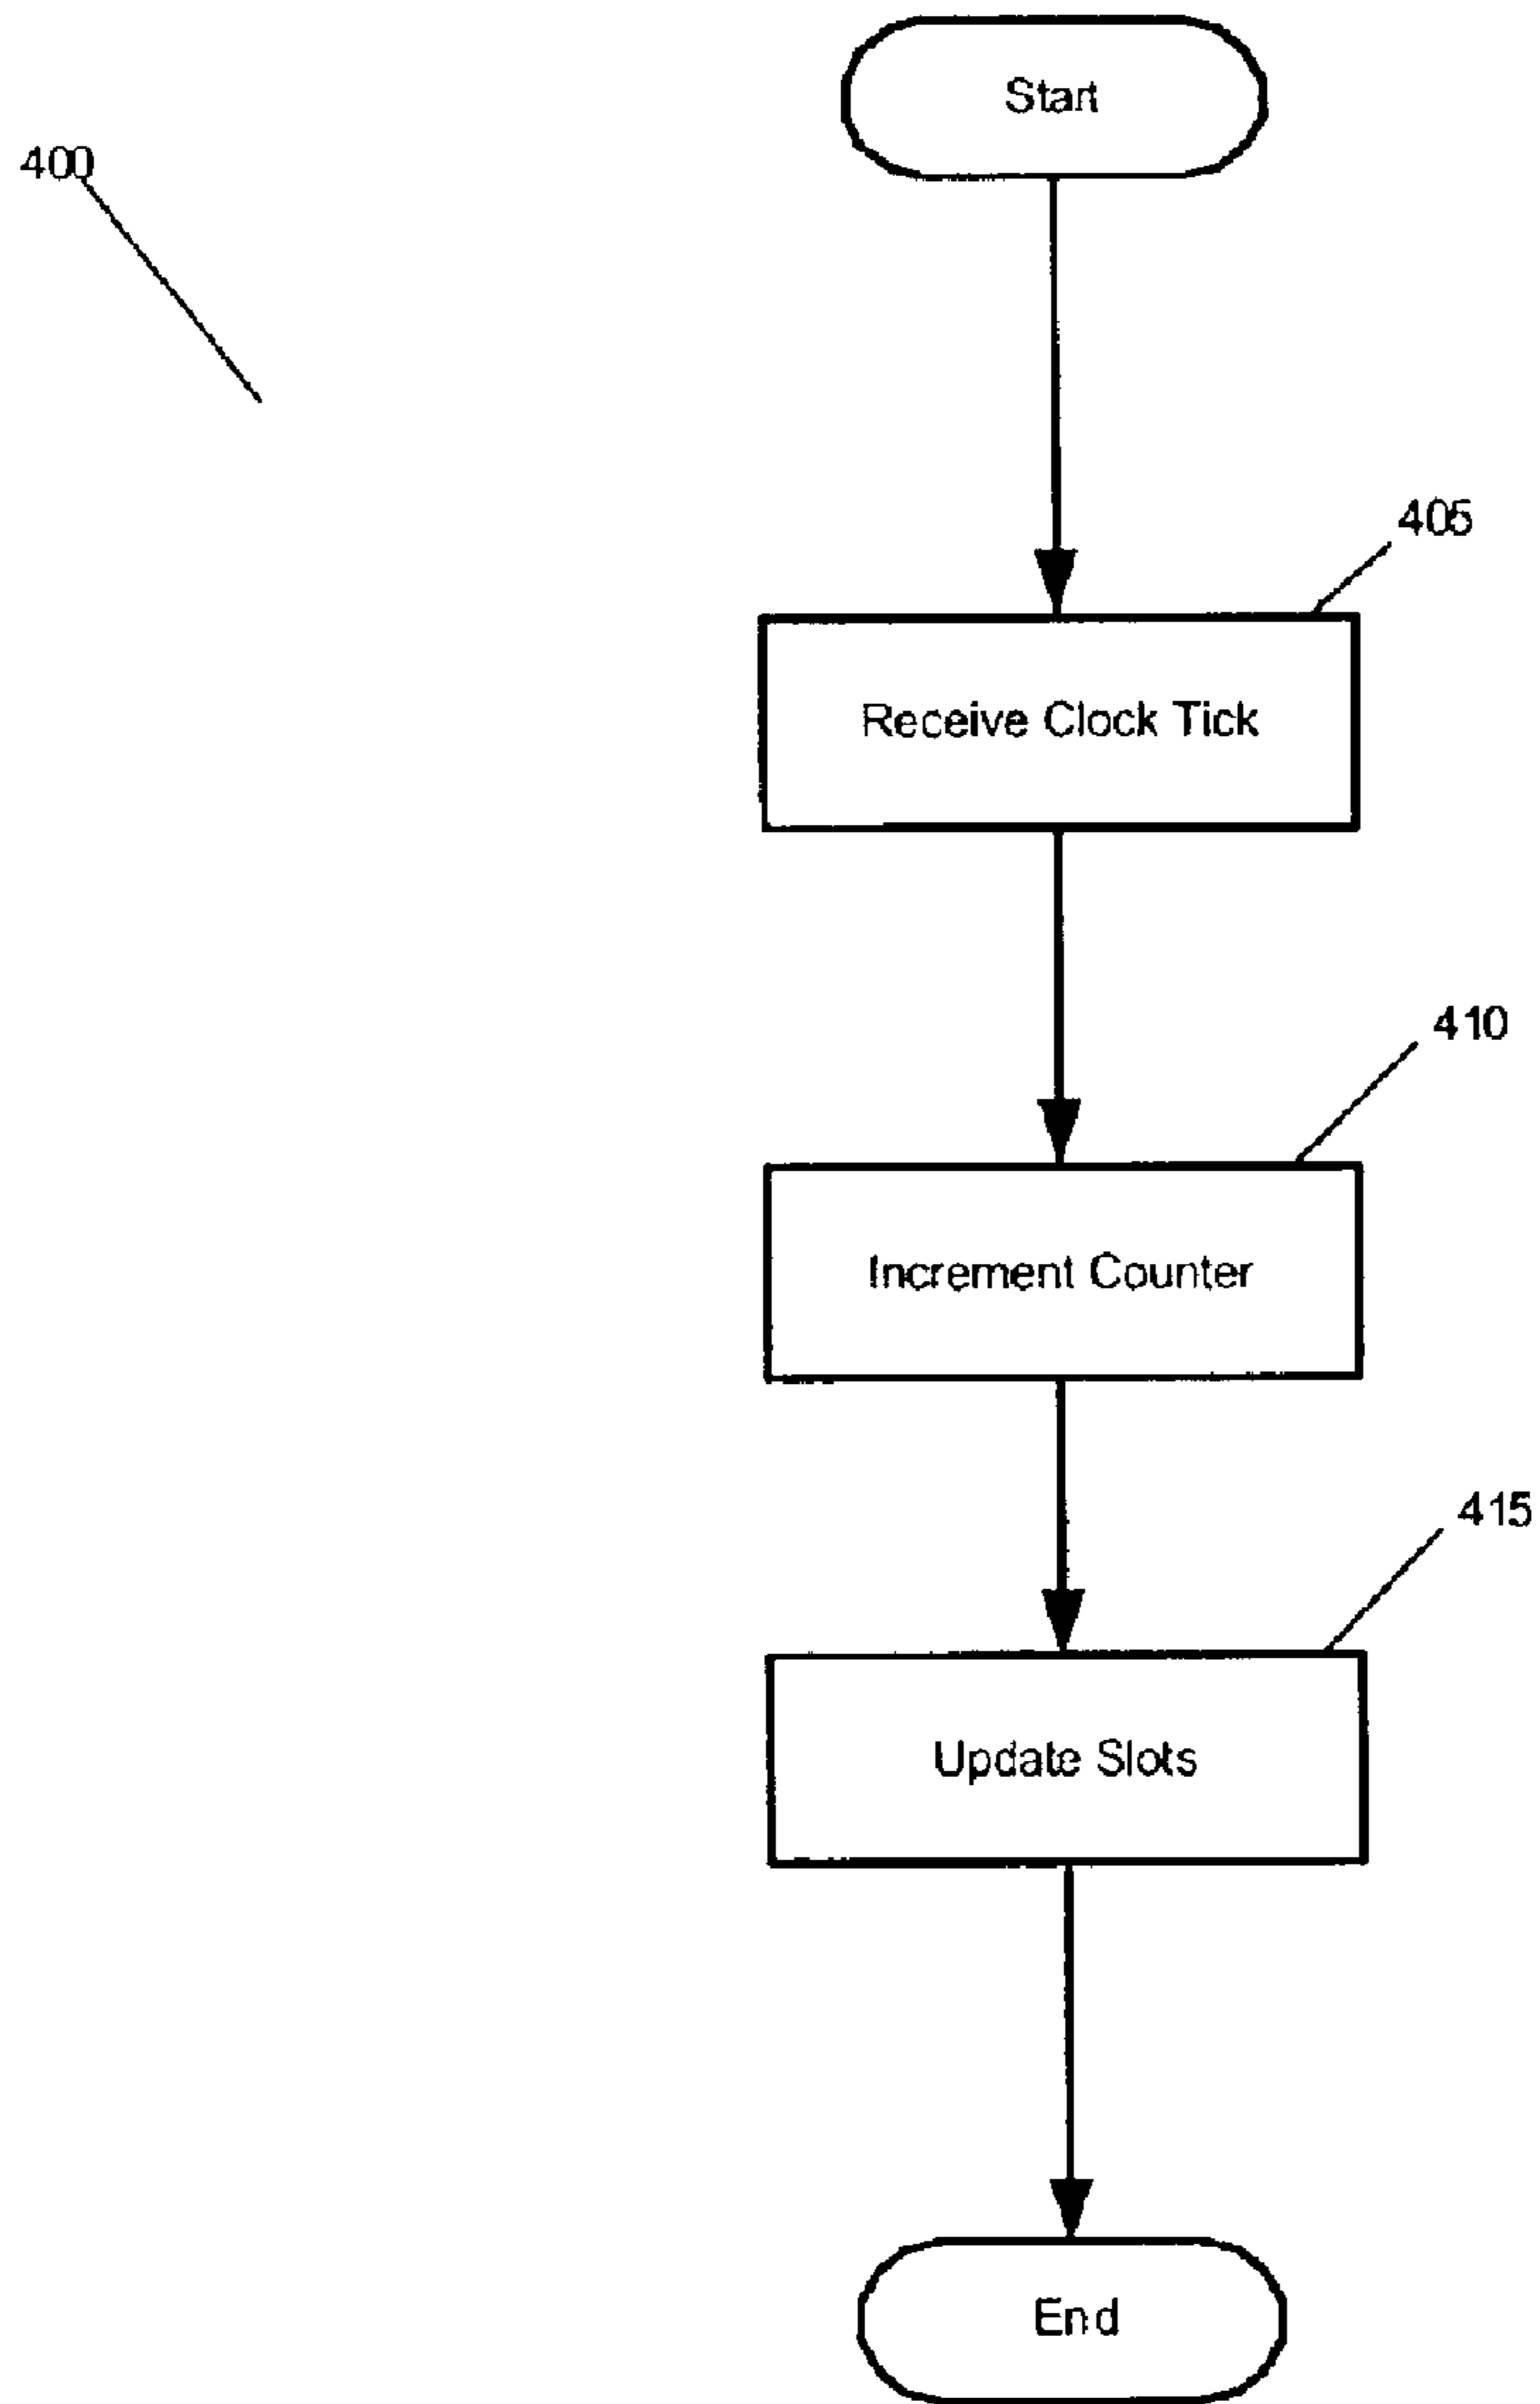 Start
400
405
Receive Clock Tick
410
Increment Counter
415
Update Slots
End